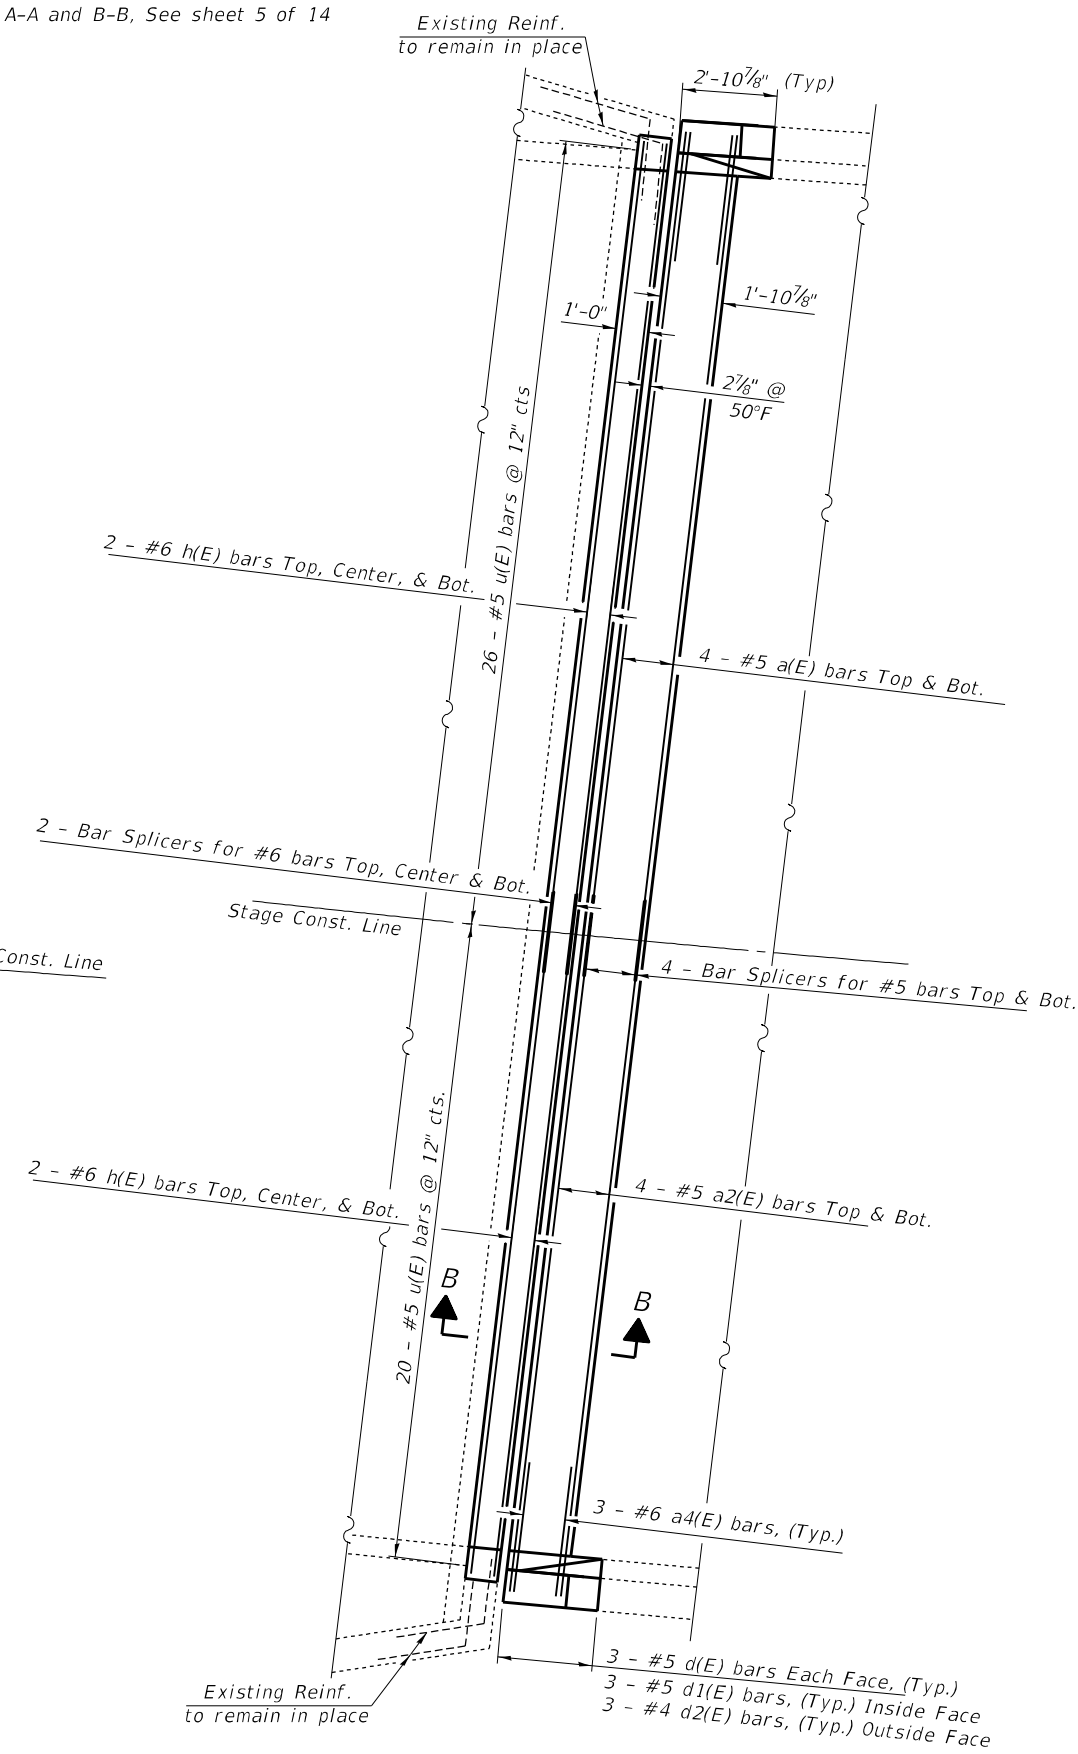 A-A and B-B, See sheet 5 of 14
Existing Reinf.
to remain in place
2'-10⅞" (Typ)
1'-10⅞"
1'-0"
2⅞" @
50°F
26 - #5 u(E) bars @ 12" cts
2 - #6 h(E) bars Top, Center, & Bot.
4 - #5 a(E) bars Top & Bot.
2 - Bar Splicers for #6 bars Top, Center & Bot.
Stage Const. Line
Const. Line
4 - Bar Splicers for #5 bars Top & Bot.
20 - #5 u(E) bars @ 12" cts.
2 - #6 h(E) bars Top, Center, & Bot.
4 - #5 a2(E) bars Top & Bot.
B
B
3 - #6 a4(E) bars, (Typ.)
3 - #5 d(E) bars Each Face, (Typ.)
3 - #5 d1(E) bars, (Typ.) Inside Face
3 - #4 d2(E) bars, (Typ.) Outside Face
Existing Reinf.
to remain in place